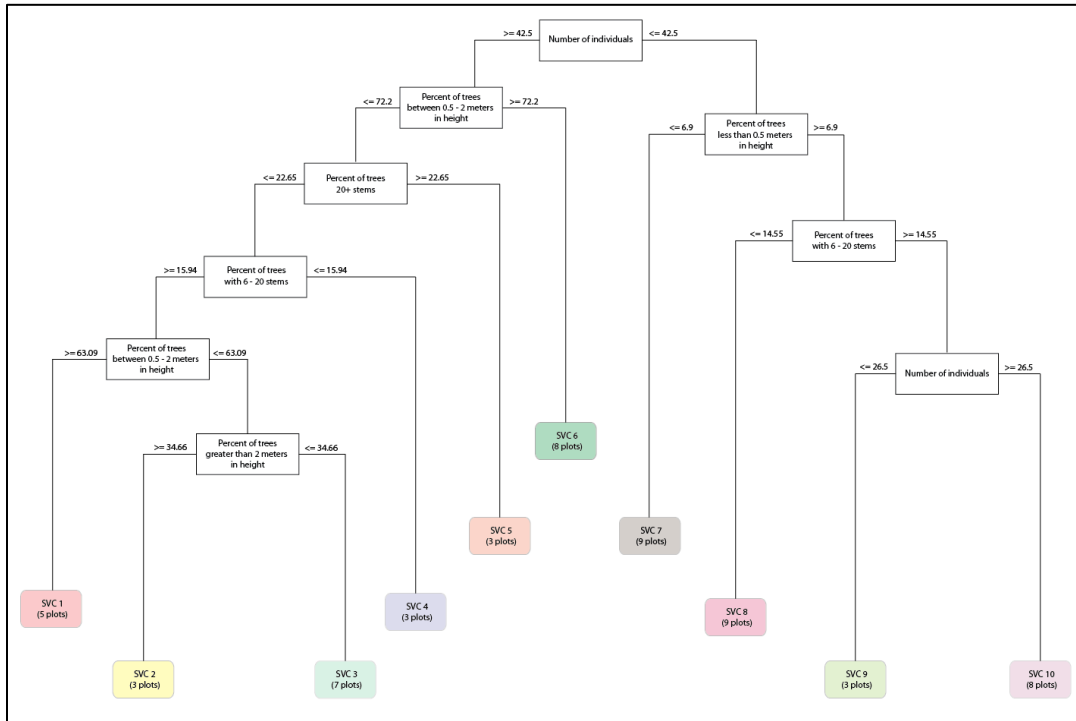 >= 42.5
Number of individuals
<= 42.5
<= 72.2
Percent of trees
between 0.5 - 2 meters
in height
>= 72.2
<= 6.9
Percent of trees
less than 0.5 meters
in height
>= 6.9
<= 22.65
Percent of trees
20+ stems
>= 22.65
<= 14.55
Percent of trees
with 6 - 20 stems
>= 14.55
>= 15.94
Percent of trees
with 6 - 20 stems
<= 15.94
>= 63.09
Percent of trees
between 0.5 - 2 meters
in height
<= 63.09
<= 26.5
Number of individuals
>= 26.5
>= 34.66
Percent of trees
greater than 2 meters
in height
<= 34.66
SVC 6
(8 plots)
SVC 5
(3 plots)
SVC 7
(9 plots)
SVC 1
(5 plots)
SVC 4
(3 plots)
SVC 8
(9 plots)
SVC 2
(3 plots)
SVC 3
(7 plots)
SVC 9
(3 plots)
SVC 10
(8 plots)